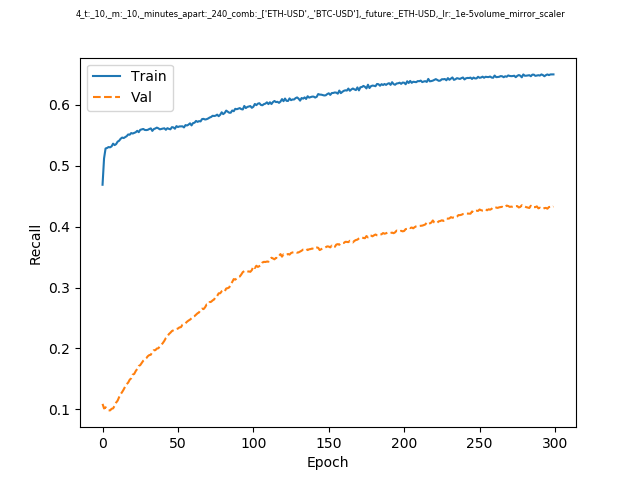 4_t:_10,_m:_10,_minutes_apart:_240_comb:_['ETH-USD',_'BTC-USD'],_future:_ETH-USD,_lr:_1e-5volume_mirror_scaler
Train
Val
Recall
0.6
0.5
0.4
0.3
0.2
0.1
0 50 100 150 200 250 300
Epoch